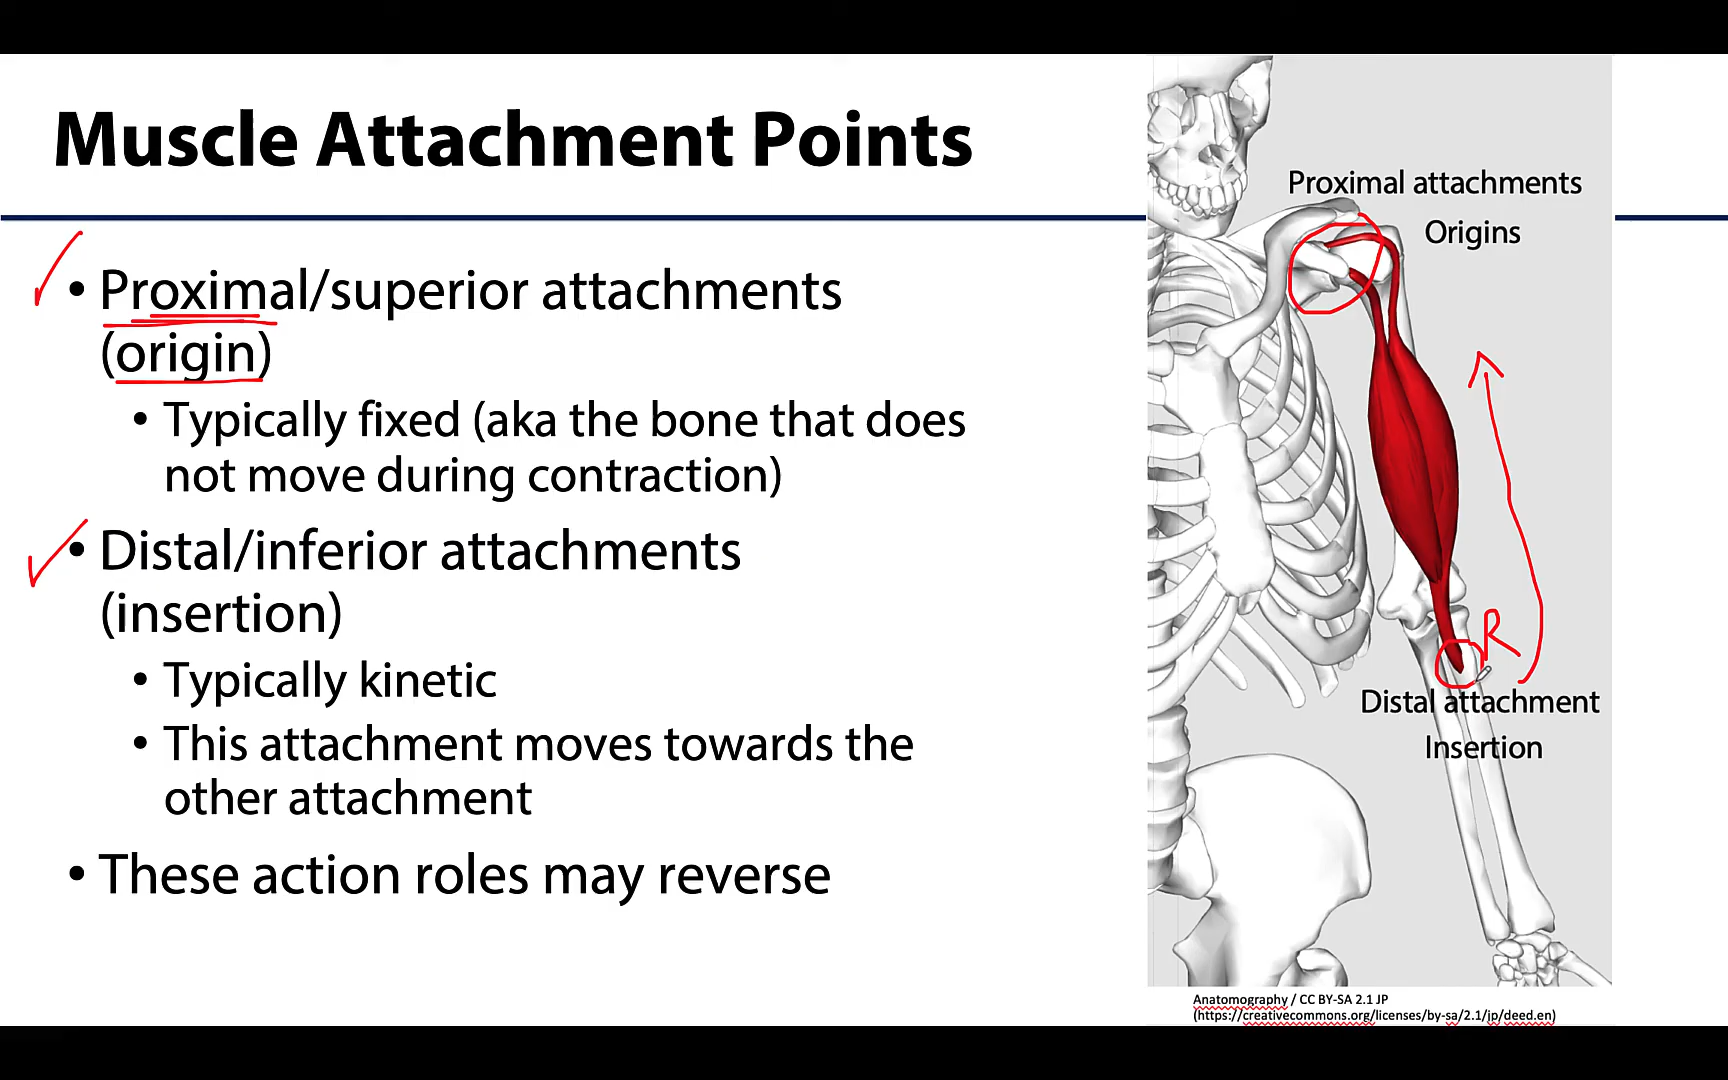 Muscle Attachment Points
• Proximal/superior attachments
(origin)
• Typically fixed (aka the bone that does
not move during contraction)
• Distal/inferior attachments
(insertion)
• Typically kinetic
• This attachment moves towards the
other attachment
• These action roles may reverse
Proximal attachments
Origins
R
Distal attachment
Insertion
Anatomography / CC BY-SA 2.1 JP
(https://creativecommons.org/licenses/by-sa/2.1/jp/deed.en)